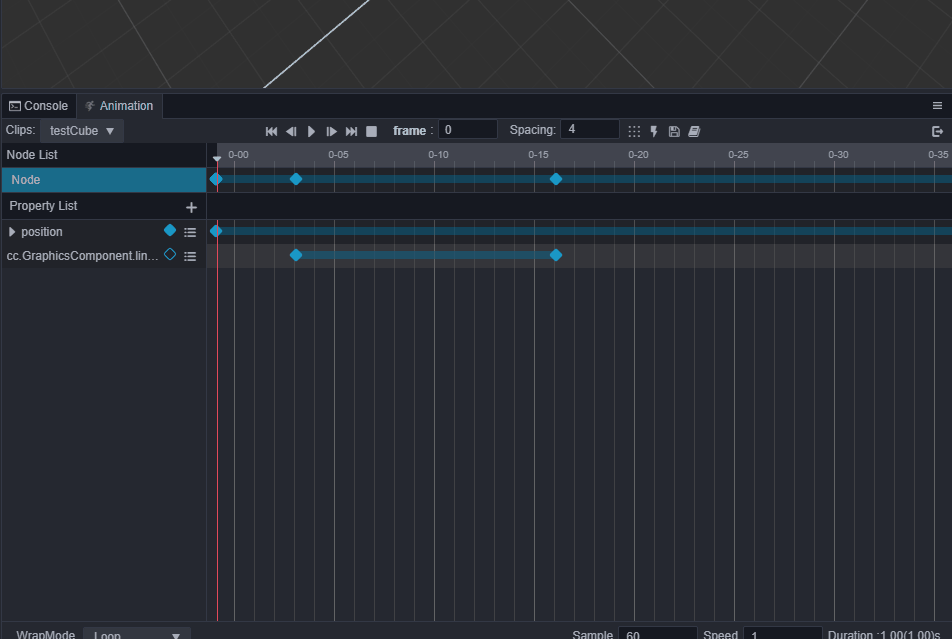 Console Animation
Clips: testCube frame : 0 Spacing: 4
Node List 0-00 0-05 0-10 0-15 0-20 0-25 0-30 0-35
Node
Property List
position
cc.GraphicsComponent.lin...
WrapMode Loop Sample 60 Speed 1 Duration :1.00(1.00)s